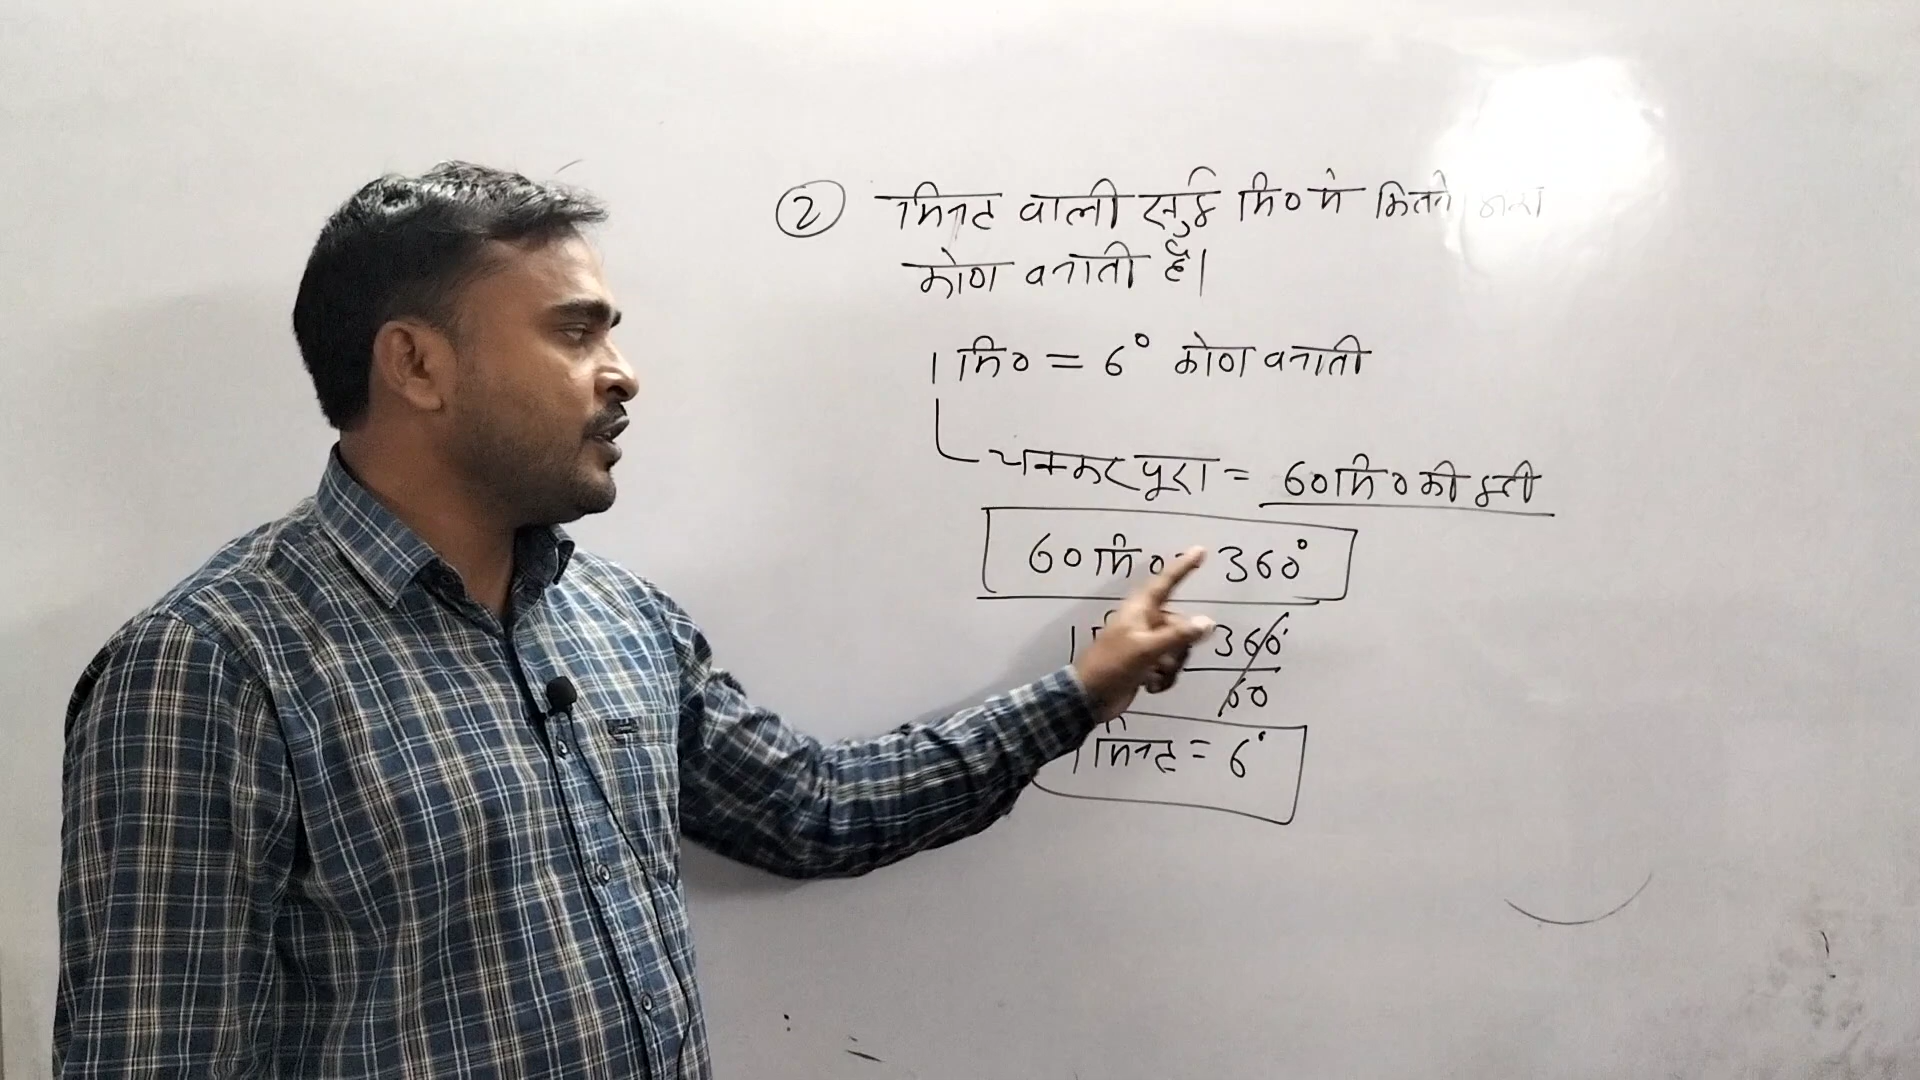 ② मिनट वाली सुई मि० मे कितने
कोण बनाती है।
1 मि० = 6° कोण बनाती
चक्कर पूरा = 60 मि० की
60 मि० = 360°
1 360°
60
1 मिनट = 6°